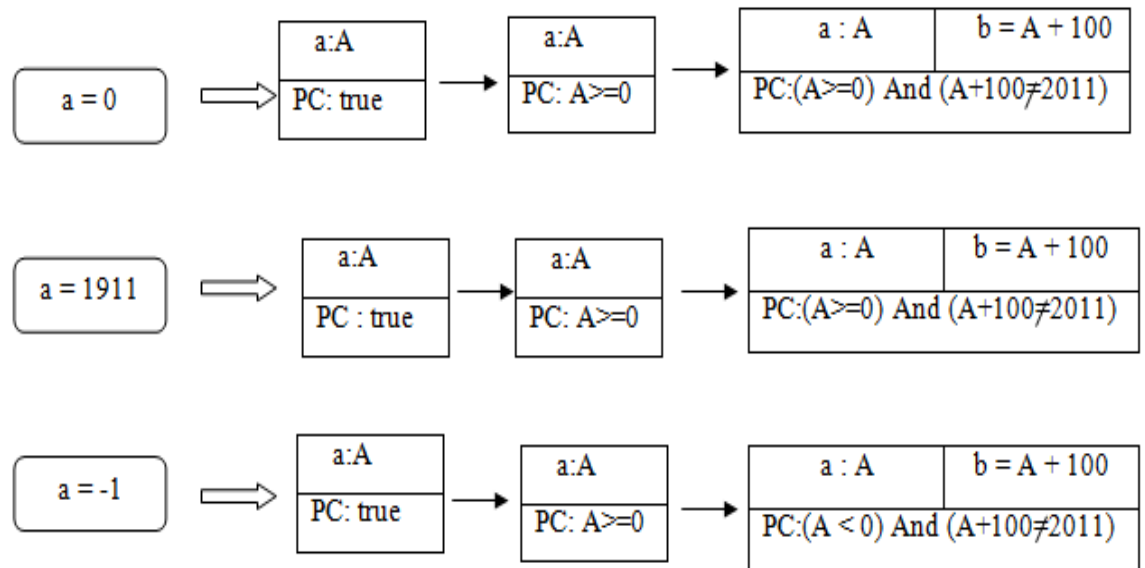 a = 0
a:A
PC: true
a:A
PC: A>=0
a : A
b = A + 100
PC:(A>=0) And (A+100≠2011)
a = 1911
a:A
PC : true
a:A
PC: A>=0
a : A
b = A + 100
PC:(A>=0) And (A+100≠2011)
a = -1
a:A
PC: true
a:A
PC: A>=0
a : A
b = A + 100
PC:(A < 0) And (A+100≠2011)